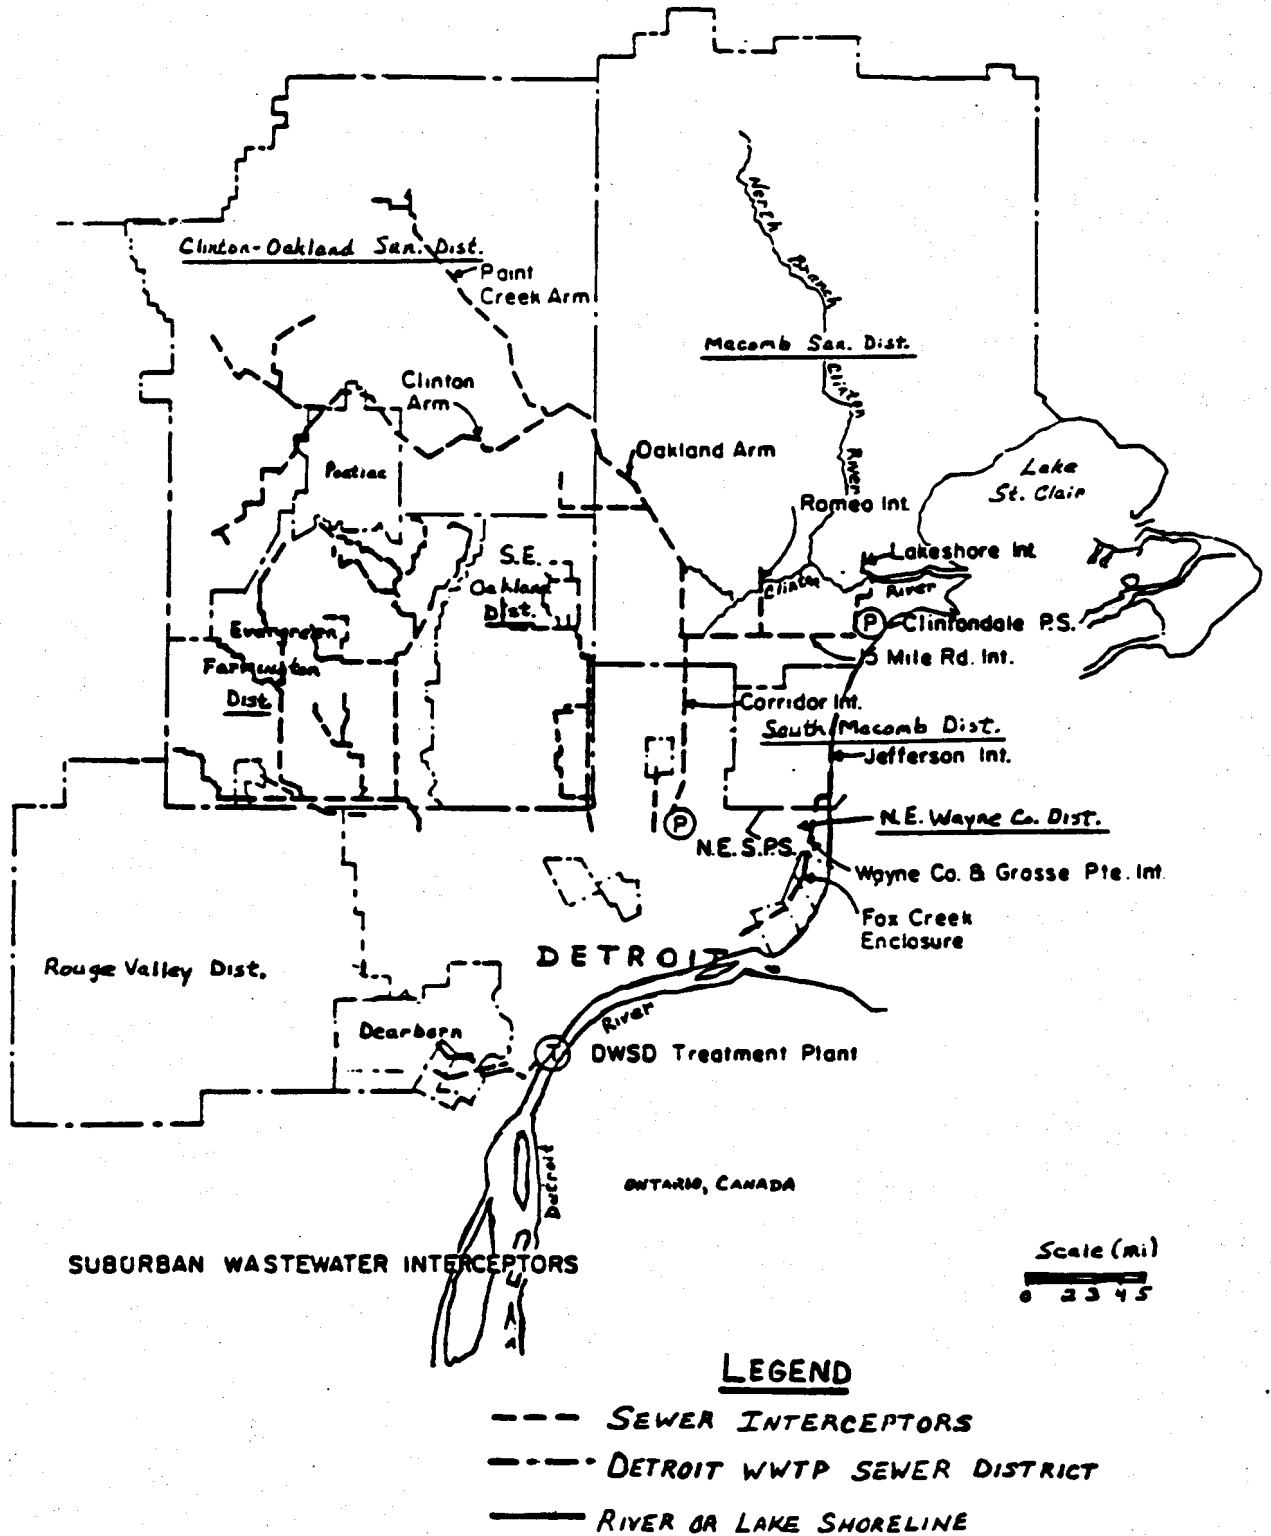 Clinton-Oakland San. Dist.
Paint
Creek Arm
North
Branch
Macomb San. Dist.
Clinton
River
Clinton
Arm
Oakland Arm
Pontiac
Lake
St. Clair
Romeo Int.
Lakeshore Int.
Clinton
River
S.E.
Oakland
Dist.
Evergreen
Farmington
Dist.
P
Clintondale P.S.
15 Mile Rd. Int.
Corridor Int.
South Macomb Dist.
Jefferson Int.
P
N.E.S.P.S.
N.E. Wayne Co. Dist.
Wayne Co. & Grosse Pte. Int.
Fox Creek
Enclosure
DETROIT
Rouge Valley Dist.
River
Dearborn
T
DWSD Treatment Plant
Detroit
ONTARIO, CANADA
SUBURBAN WASTEWATER INTERCEPTORS
Scale (mi)
0 2 3 4 5
LEGEND
SEWER INTERCEPTORS
DETROIT WWTP SEWER DISTRICT
RIVER OR LAKE SHORELINE